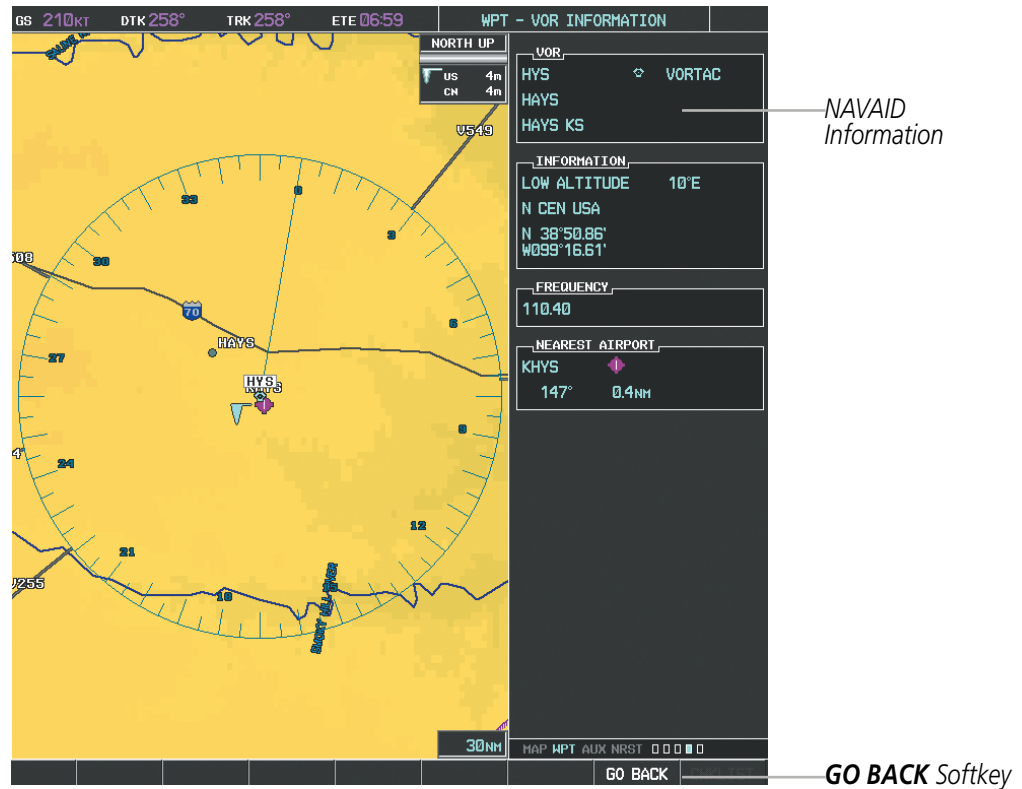 GS 210KT DTK 258° TRK 258° ETE 06:59
WPT – VOR INFORMATION
NORTH UP
US 4m
CN 4m
V549
0
33
3
30
70
6
HAYS
27
HYS
9
24
12
21
V255
18
SMOKY HILL RIVER
30NM
VOR
HYS VORTAC
HAYS
HAYS KS
INFORMATION
LOW ALTITUDE 10°E
N CEN USA
N 38°50.86'
W099°16.61'
FREQUENCY
110.40
NEAREST AIRPORT
KHYS
147° 0.4NM
MAP WPT AUX NRST
GO BACK
NAVAID
Information
GO BACK Softkey